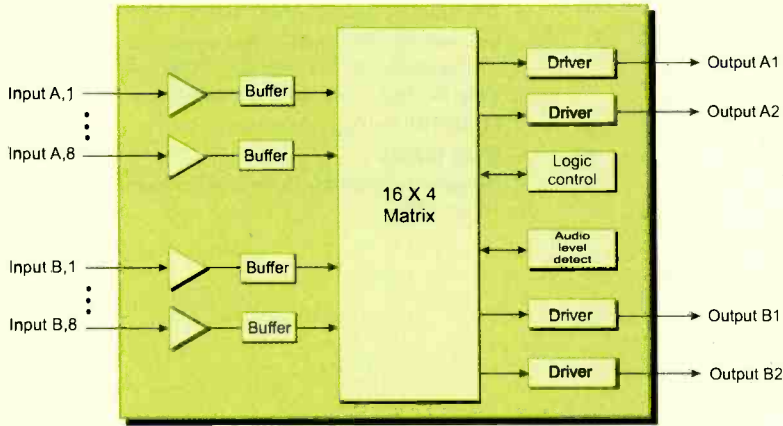 Input A,1
Input A,8
Input B,1
Input B,8
Buffer
Buffer
Buffer
Buffer
16 X 4
Matrix
Driver
Driver
Logic
control
Audio
level
detect
Driver
Driver
Output A1
Output A2
Output B1
Output B2